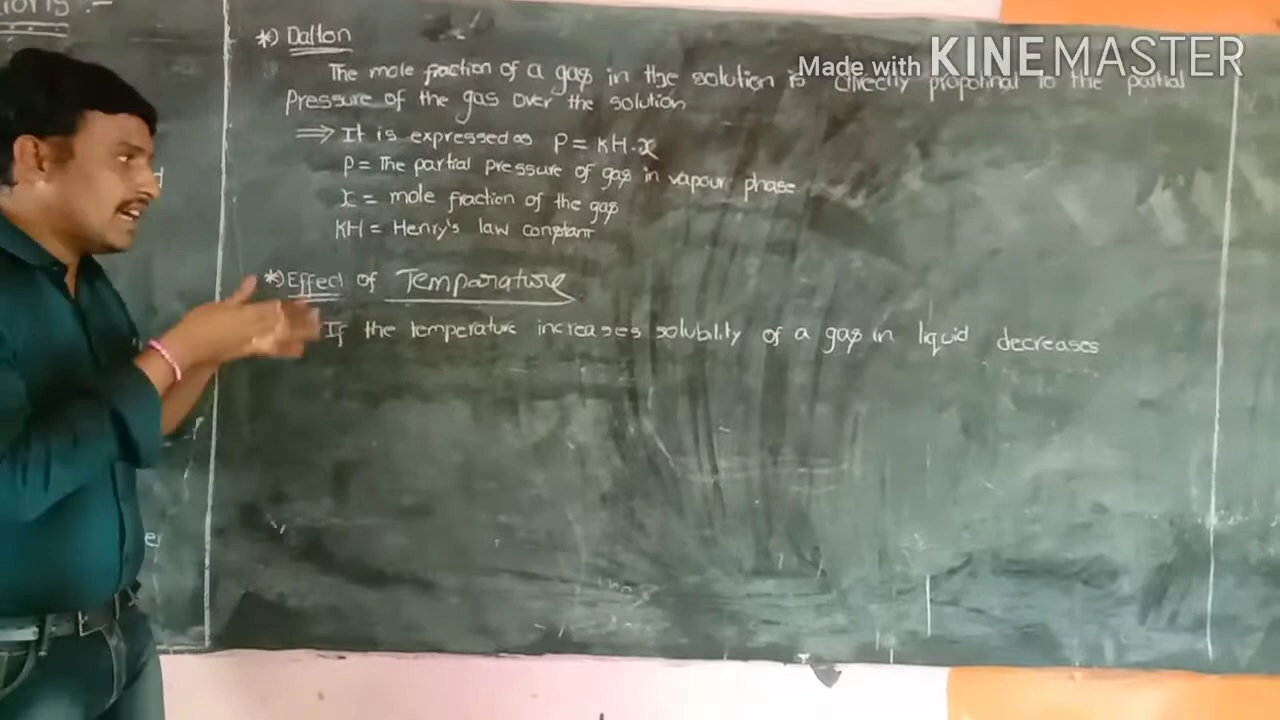 *) Dalton
The mole fraction of a gas in the solution is directly propotinal to the partial
Pressure of the gas over the solution
⇒ It is expressed as P = KH.x
P = The partial pressure of gas in vapour phase
x = mole fraction of the gas
KH = Henry's law constant
*) Effect of Temparature
If the temperature increases solubility of a gas in liquid decreases
Made with KINEMASTER